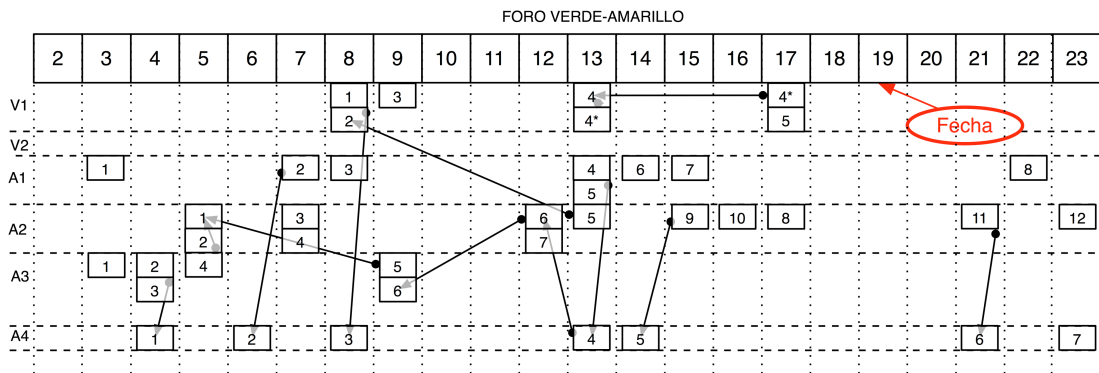 FORO VERDE-AMARILLO
2 3 4 5 6 7 8 9 10 11 12 13 14 15 16 17 18 19 20 21 22 23
V1 1 3 4 4*
2 4* 5
Fecha
V2
A1 1 2 3 4 6 7 8
5
A2 1 3 6 5 9 10 8 11 12
2 4 7
A3 1 2 4 5
3 6
A4 1 2 3 4 5 6 7